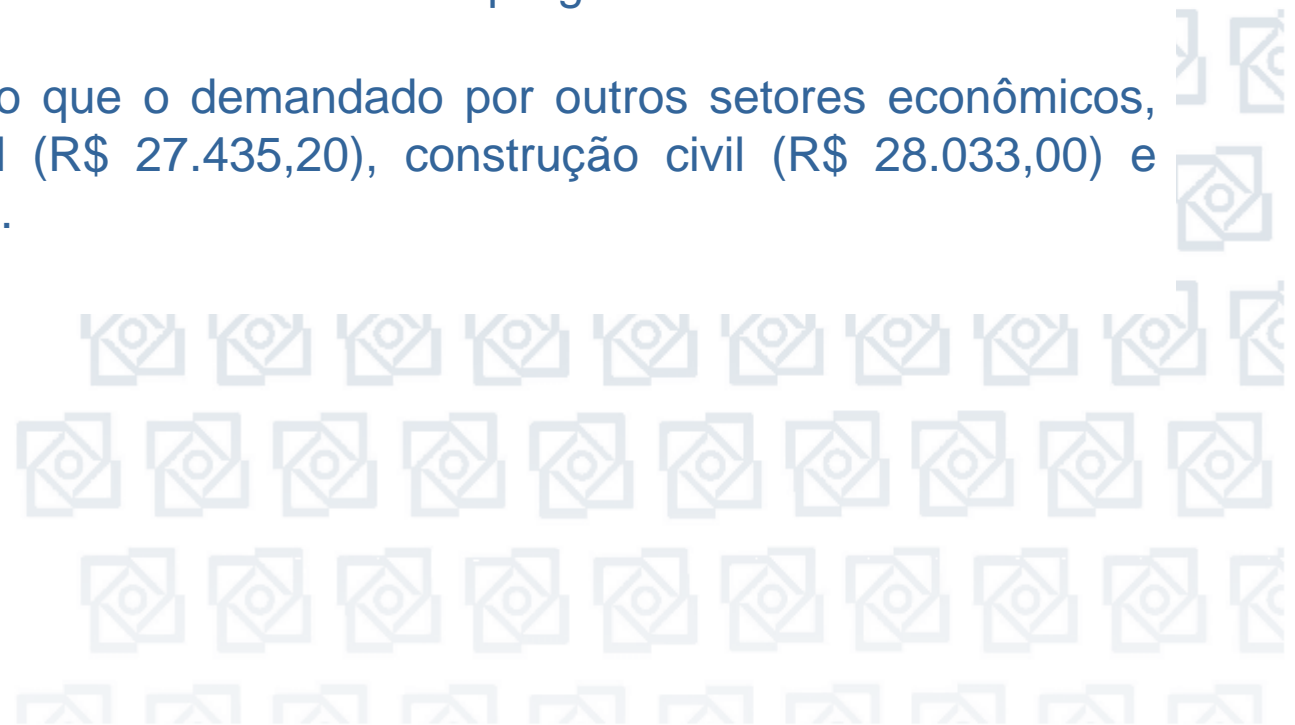 o que o demandado por outros setores econômicos,
(R$ 27.435,20), construção civil (R$ 28.033,00) e
.